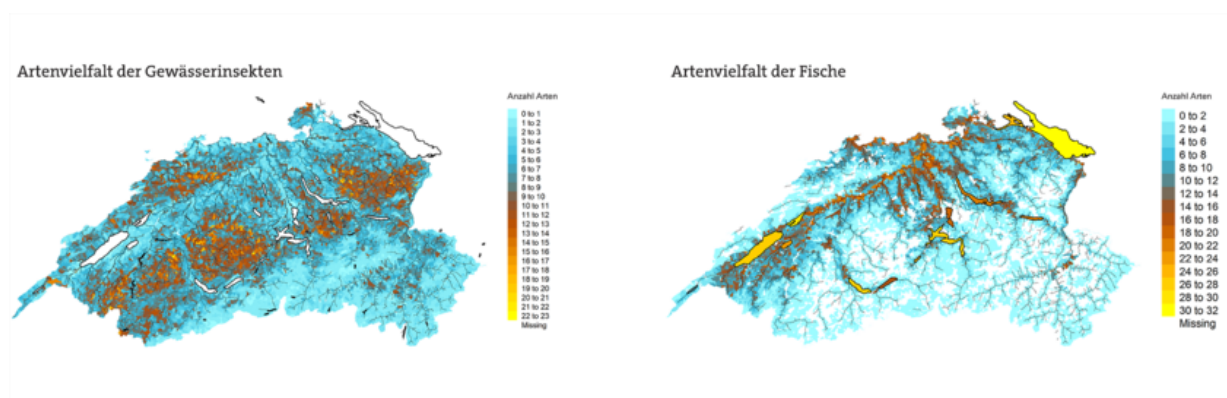 Artenvielfalt der Gewässerinsekten
Anzahl Arten
0 to 1
1 to 2
2 to 3
3 to 4
4 to 5
5 to 6
6 to 7
7 to 8
8 to 9
9 to 10
10 to 11
11 to 12
12 to 13
13 to 14
14 to 15
15 to 16
16 to 17
17 to 18
18 to 19
19 to 20
20 to 21
21 to 22
22 to 23
Missing
Artenvielfalt der Fische
Anzahl Arten
0 to 2
2 to 4
4 to 6
6 to 8
8 to 10
10 to 12
12 to 14
14 to 16
16 to 18
18 to 20
20 to 22
22 to 24
24 to 26
26 to 28
28 to 30
30 to 32
Missing